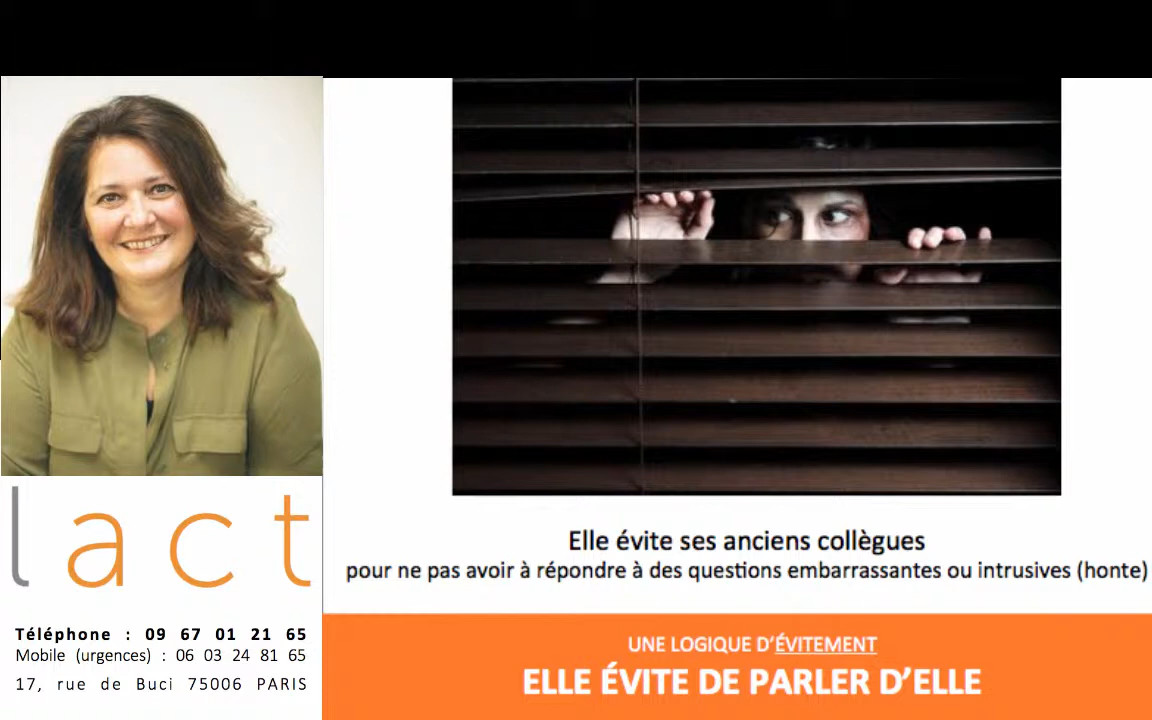 lact
Téléphone : 09 67 01 21 65
Mobile (urgences) : 06 03 24 81 65
17, rue de Buci 75006 PARIS
Elle évite ses anciens collègues
pour ne pas avoir à répondre à des questions embarrassantes ou intrusives (honte)
UNE LOGIQUE D’ÉVITEMENT
ELLE ÉVITE DE PARLER D’ELLE